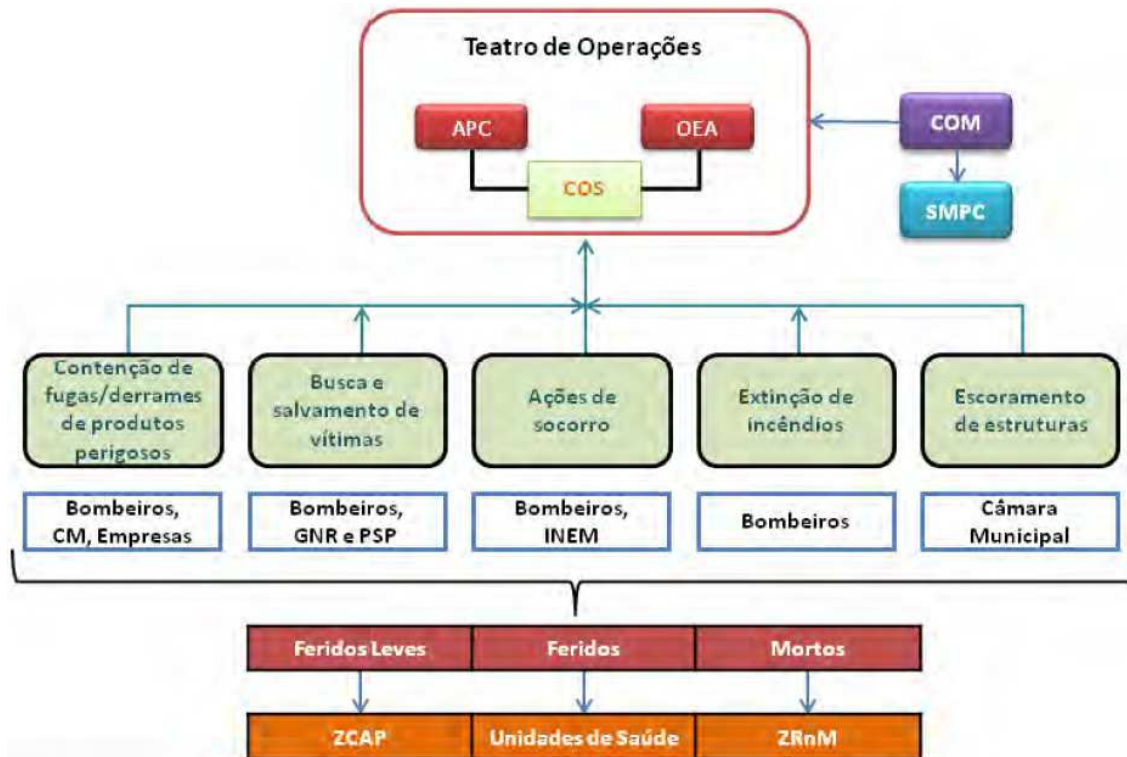 Teatro de Operações
APC
OEA
COS
COM
SMPC
Contenção de
fugas/derrames
de produtos
perigosos
Busca e
salvamento de
vítimas
Ações de
socorro
Extinção de
incêndios
Escoramento
de estruturas
Bombeiros,
CM, Empresas
Bombeiros,
GNR e PSP
Bombeiros,
INEM
Bombeiros
Câmara
Municipal
Feridos Leves
Feridos
Mortos
ZCAP
Unidades de Saúde
ZRnM